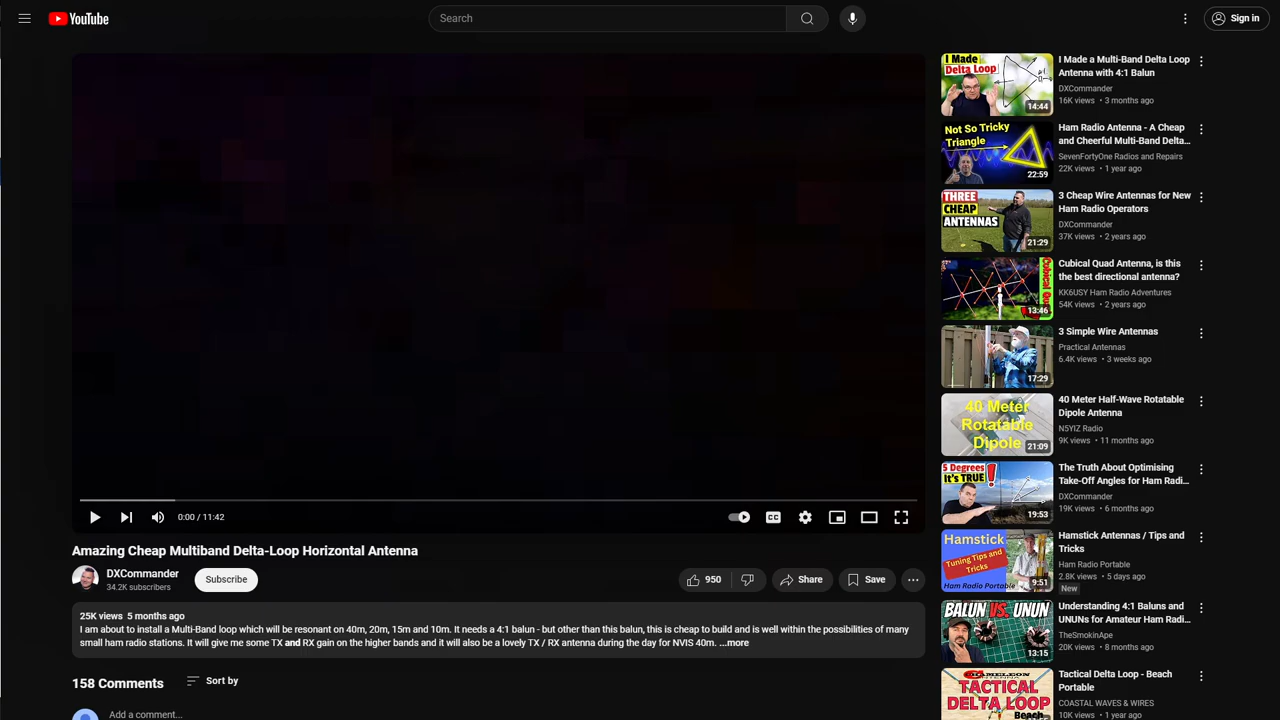 YouTube
Search
Sign in
Amazing Cheap Multiband Delta-Loop Horizontal Antenna
0:00 / 11:42
CC
DXCommander
34.2K subscribers
Subscribe
950
Share
Save
25K views 5 months ago
I am about to install a Multi-Band loop which will be resonant on 40m, 20m, 15m and 10m. It needs a 4:1 balun - but other than this balun, this is cheap to build and is well within the possibilities of many
small ham radio stations. It will give me some TX and RX gain on the higher bands and it will also be a lovely TX / RX antenna during the day for NVIS 40m. ...more
158 Comments
Sort by
Add a comment...
I Made
Delta Loop
14:44
I Made a Multi-Band Delta Loop
Antenna with 4:1 Balun
DXCommander
16K views • 3 months ago
Not So Tricky
Triangle
22:59
Ham Radio Antenna - A Cheap
and Cheerful Multi-Band Delta...
SevenFortyOne Radios and Repairs
22K views • 1 year ago
THREE
CHEAP
ANTENNAS
21:29
3 Cheap Wire Antennas for New
Ham Radio Operators
DXCommander
37K views • 2 years ago
13:46
Cubical Quad Antenna, is this
the best directional antenna?
KK6USY Ham Radio Adventures
54K views • 2 years ago
17:29
3 Simple Wire Antennas
Practical Antennas
6.4K views • 3 weeks ago
40 Meter
Rotatable
Dipole
21:09
40 Meter Half-Wave Rotatable
Dipole Antenna
N5YIZ Radio
9K views • 11 months ago
5 Degrees
It's TRUE!
19:53
The Truth About Optimising
Take-Off Angles for Ham Radi...
DXCommander
19K views • 6 months ago
Hamstick
Tuning Tips and
Tricks
Ham Radio Portable
9:51
Hamstick Antennas / Tips and
Tricks
Ham Radio Portable
2.8K views • 5 days ago
New
BALUN VS. UNUN
13:15
Understanding 4:1 Baluns and
UNUNs for Amateur Ham Radi...
TheSmokinApe
20K views • 8 months ago
CHAMELEON
TACTICAL
DELTA LOOP
Beach
Tactical Delta Loop - Beach
Portable
COASTAL WAVES & WIRES
10K views • 1 year ago